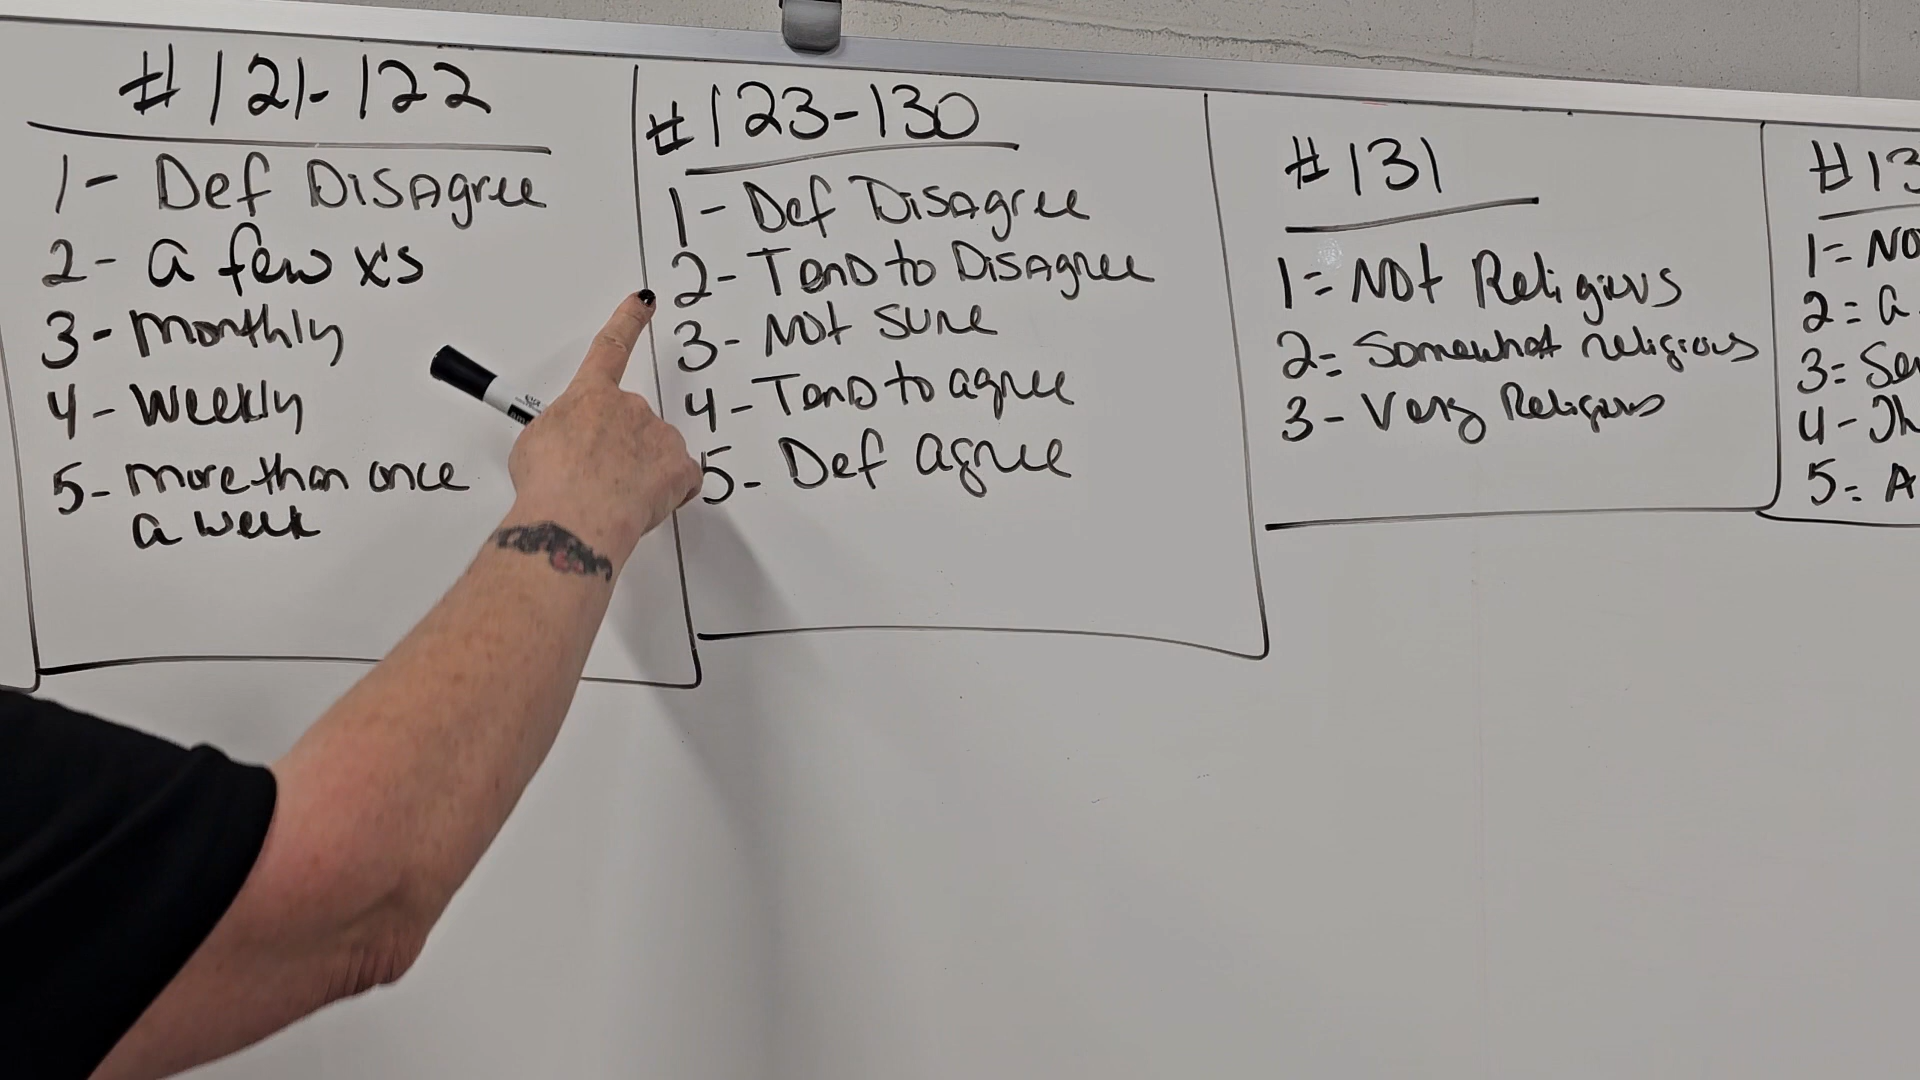 #121-122
1- Def Disagree
2- a few x's
3- monthly
4- weekly
5- more than once
a week
#123-130
1- Def Disagree
2- Tend to Disagree
3- Not sure
4- Tend to agree
5- Def agree
#131
1= Not Religious
2= Somewhat religious
3- Very Religious
#13
1= No
2= a
3= Se
4- Th
5= A